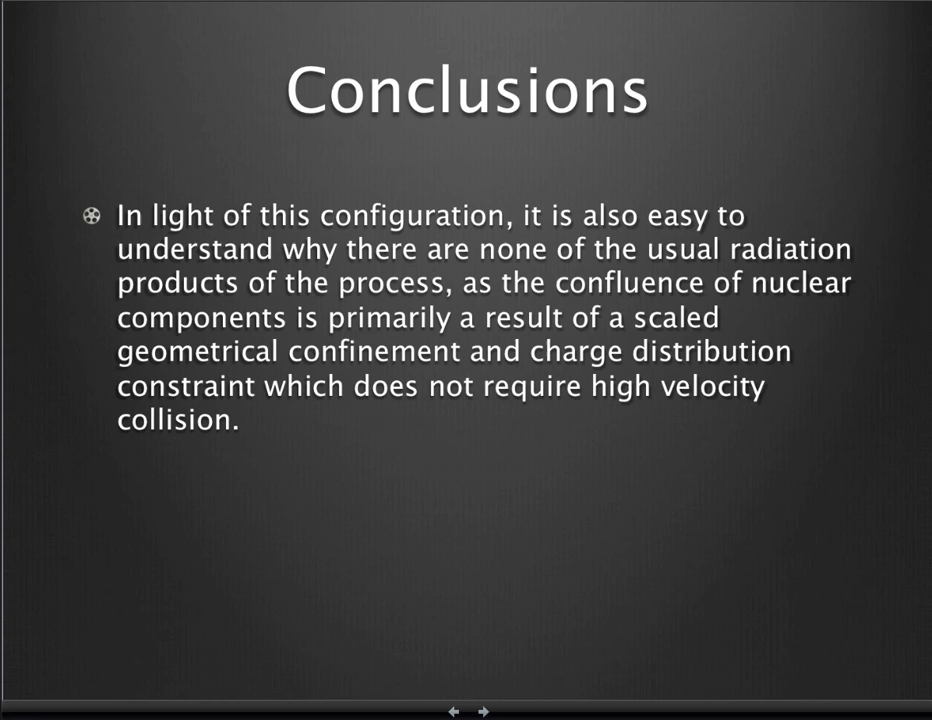 Conclusions
In light of this configuration, it is also easy to
understand why there are none of the usual radiation
products of the process, as the confluence of nuclear
components is primarily a result of a scaled
geometrical confinement and charge distribution
constraint which does not require high velocity
collision.